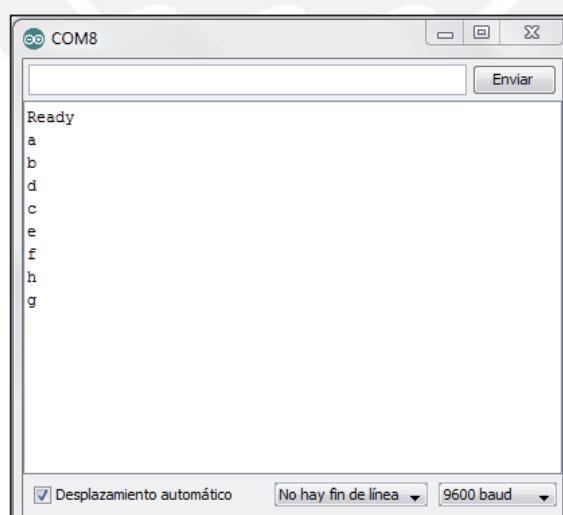 COM8
Enviar
Ready
a
b
d
c
e
f
h
g
Desplazamiento automático No hay fin de línea 9600 baud